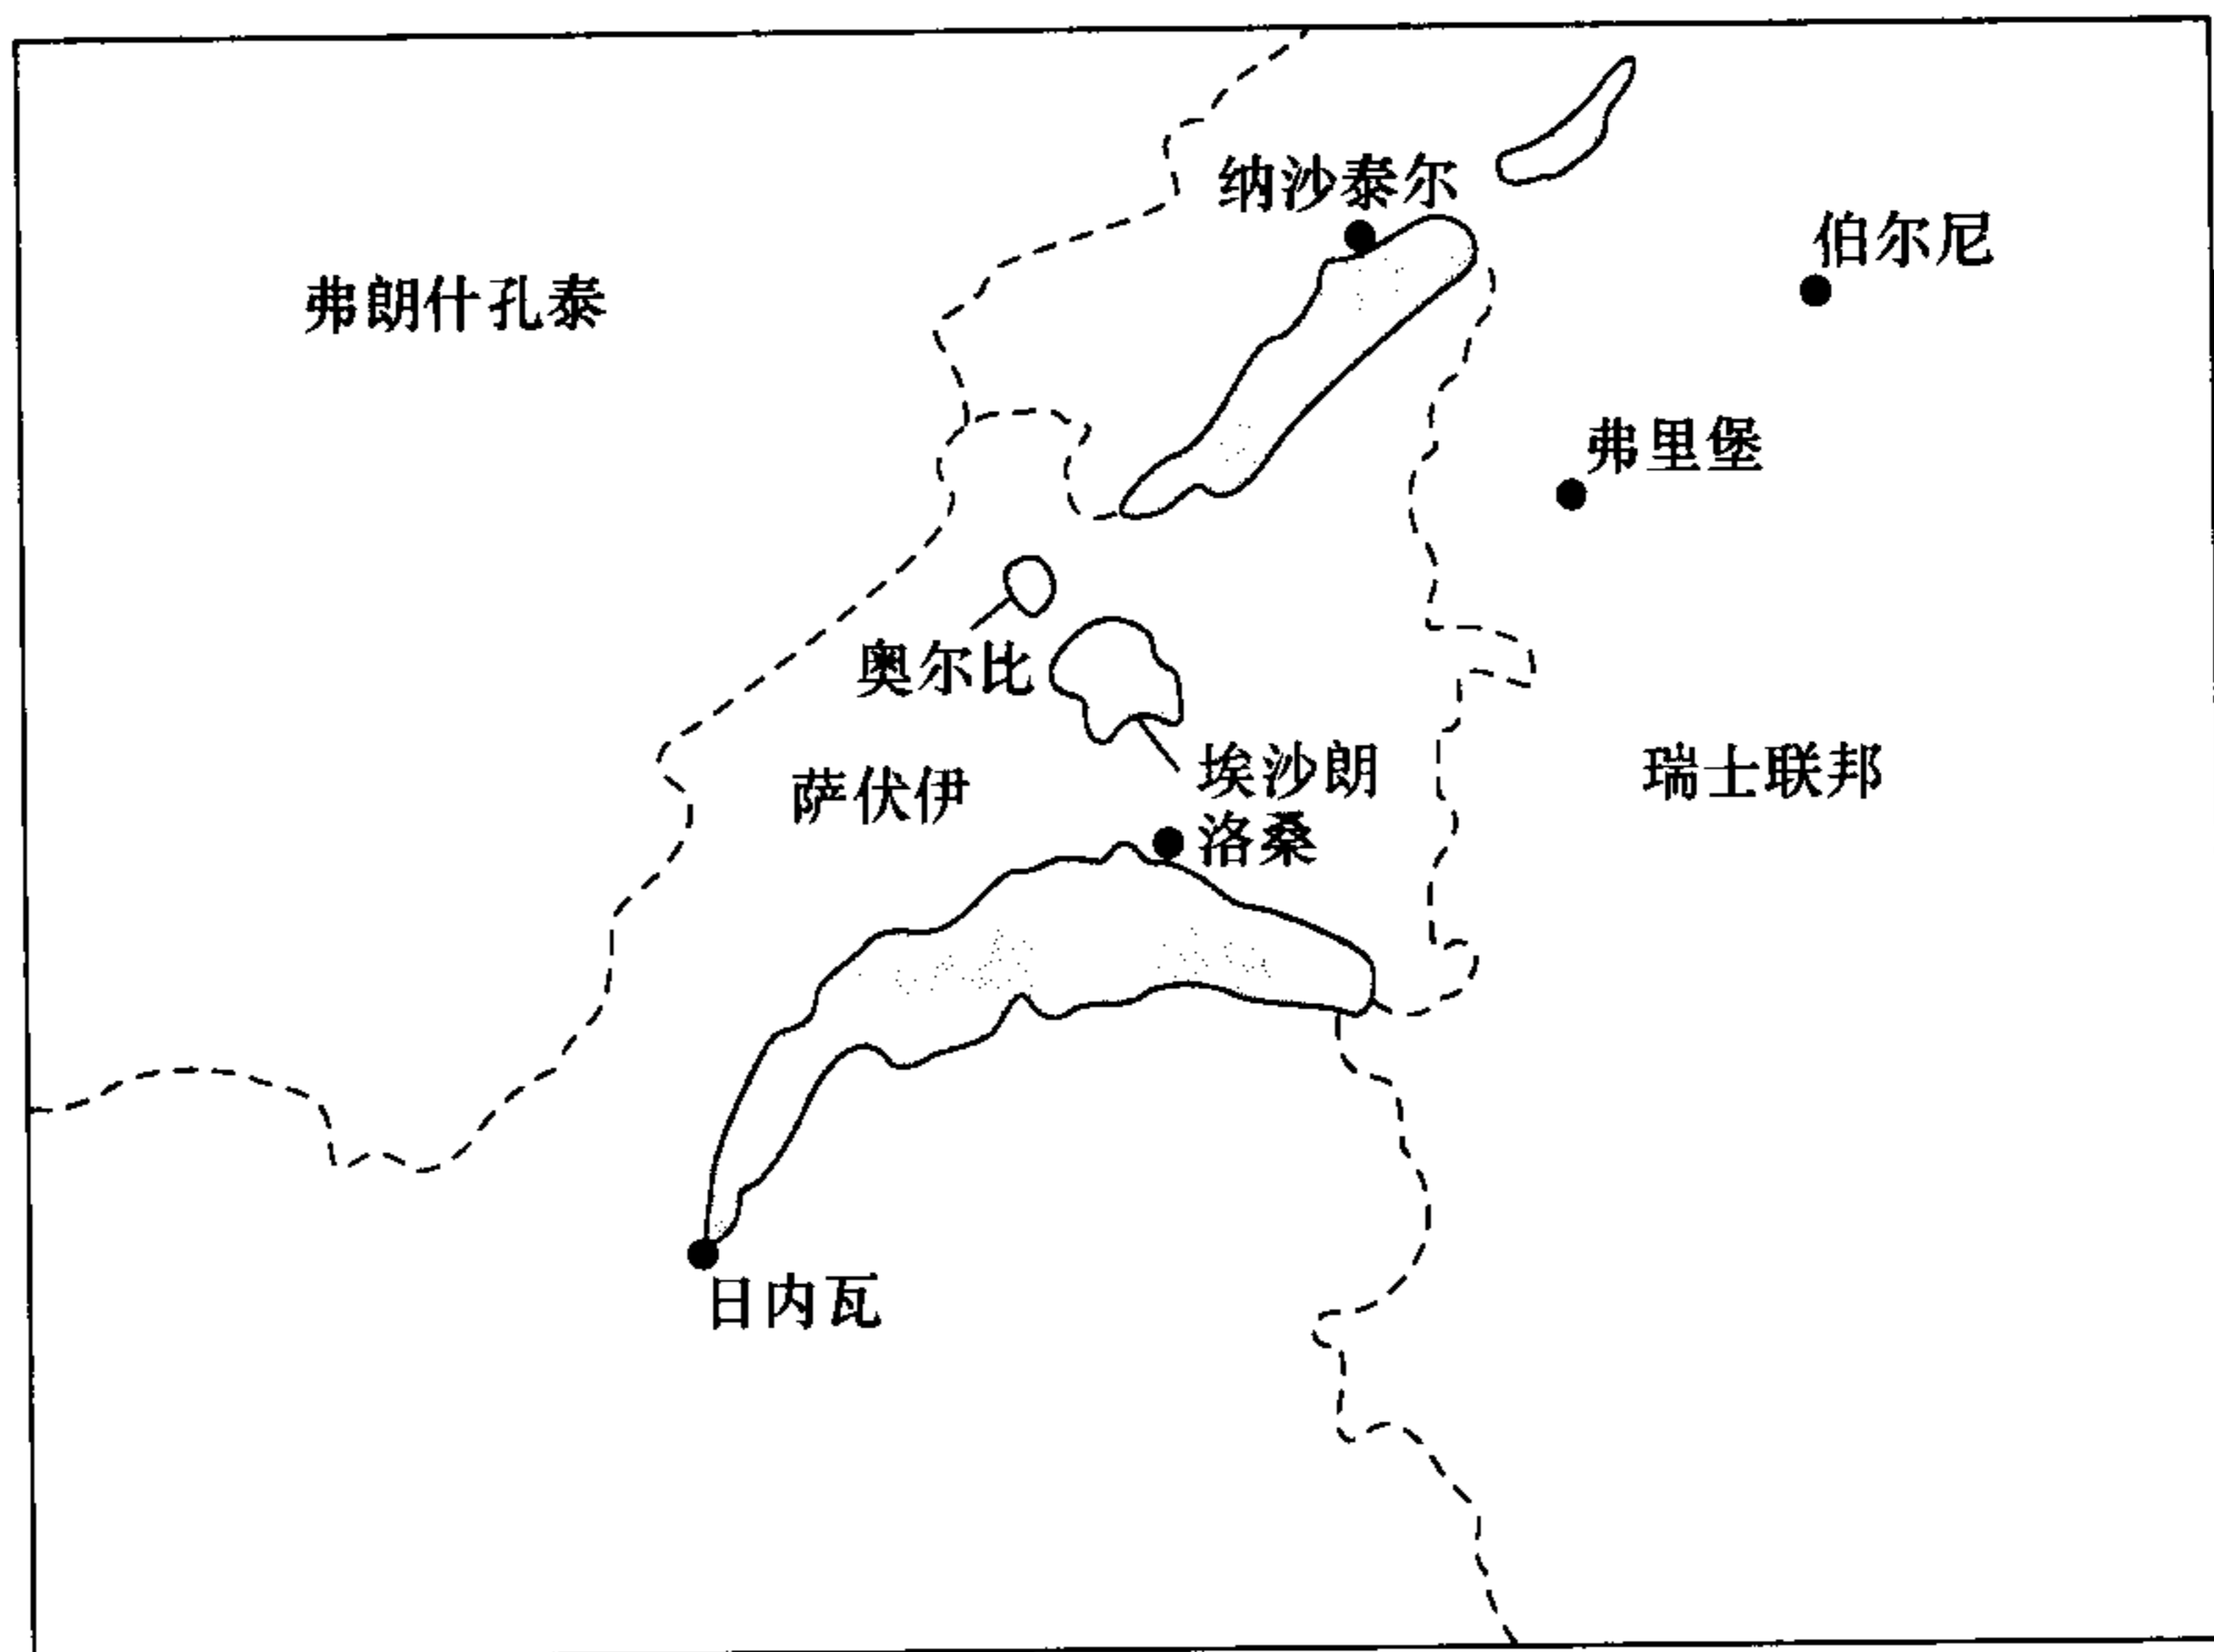 纳沙泰尔
伯尔尼
弗朗什孔泰
弗里堡
奥尔比
埃沙朗
瑞士联邦
萨伏伊
洛桑
日内瓦